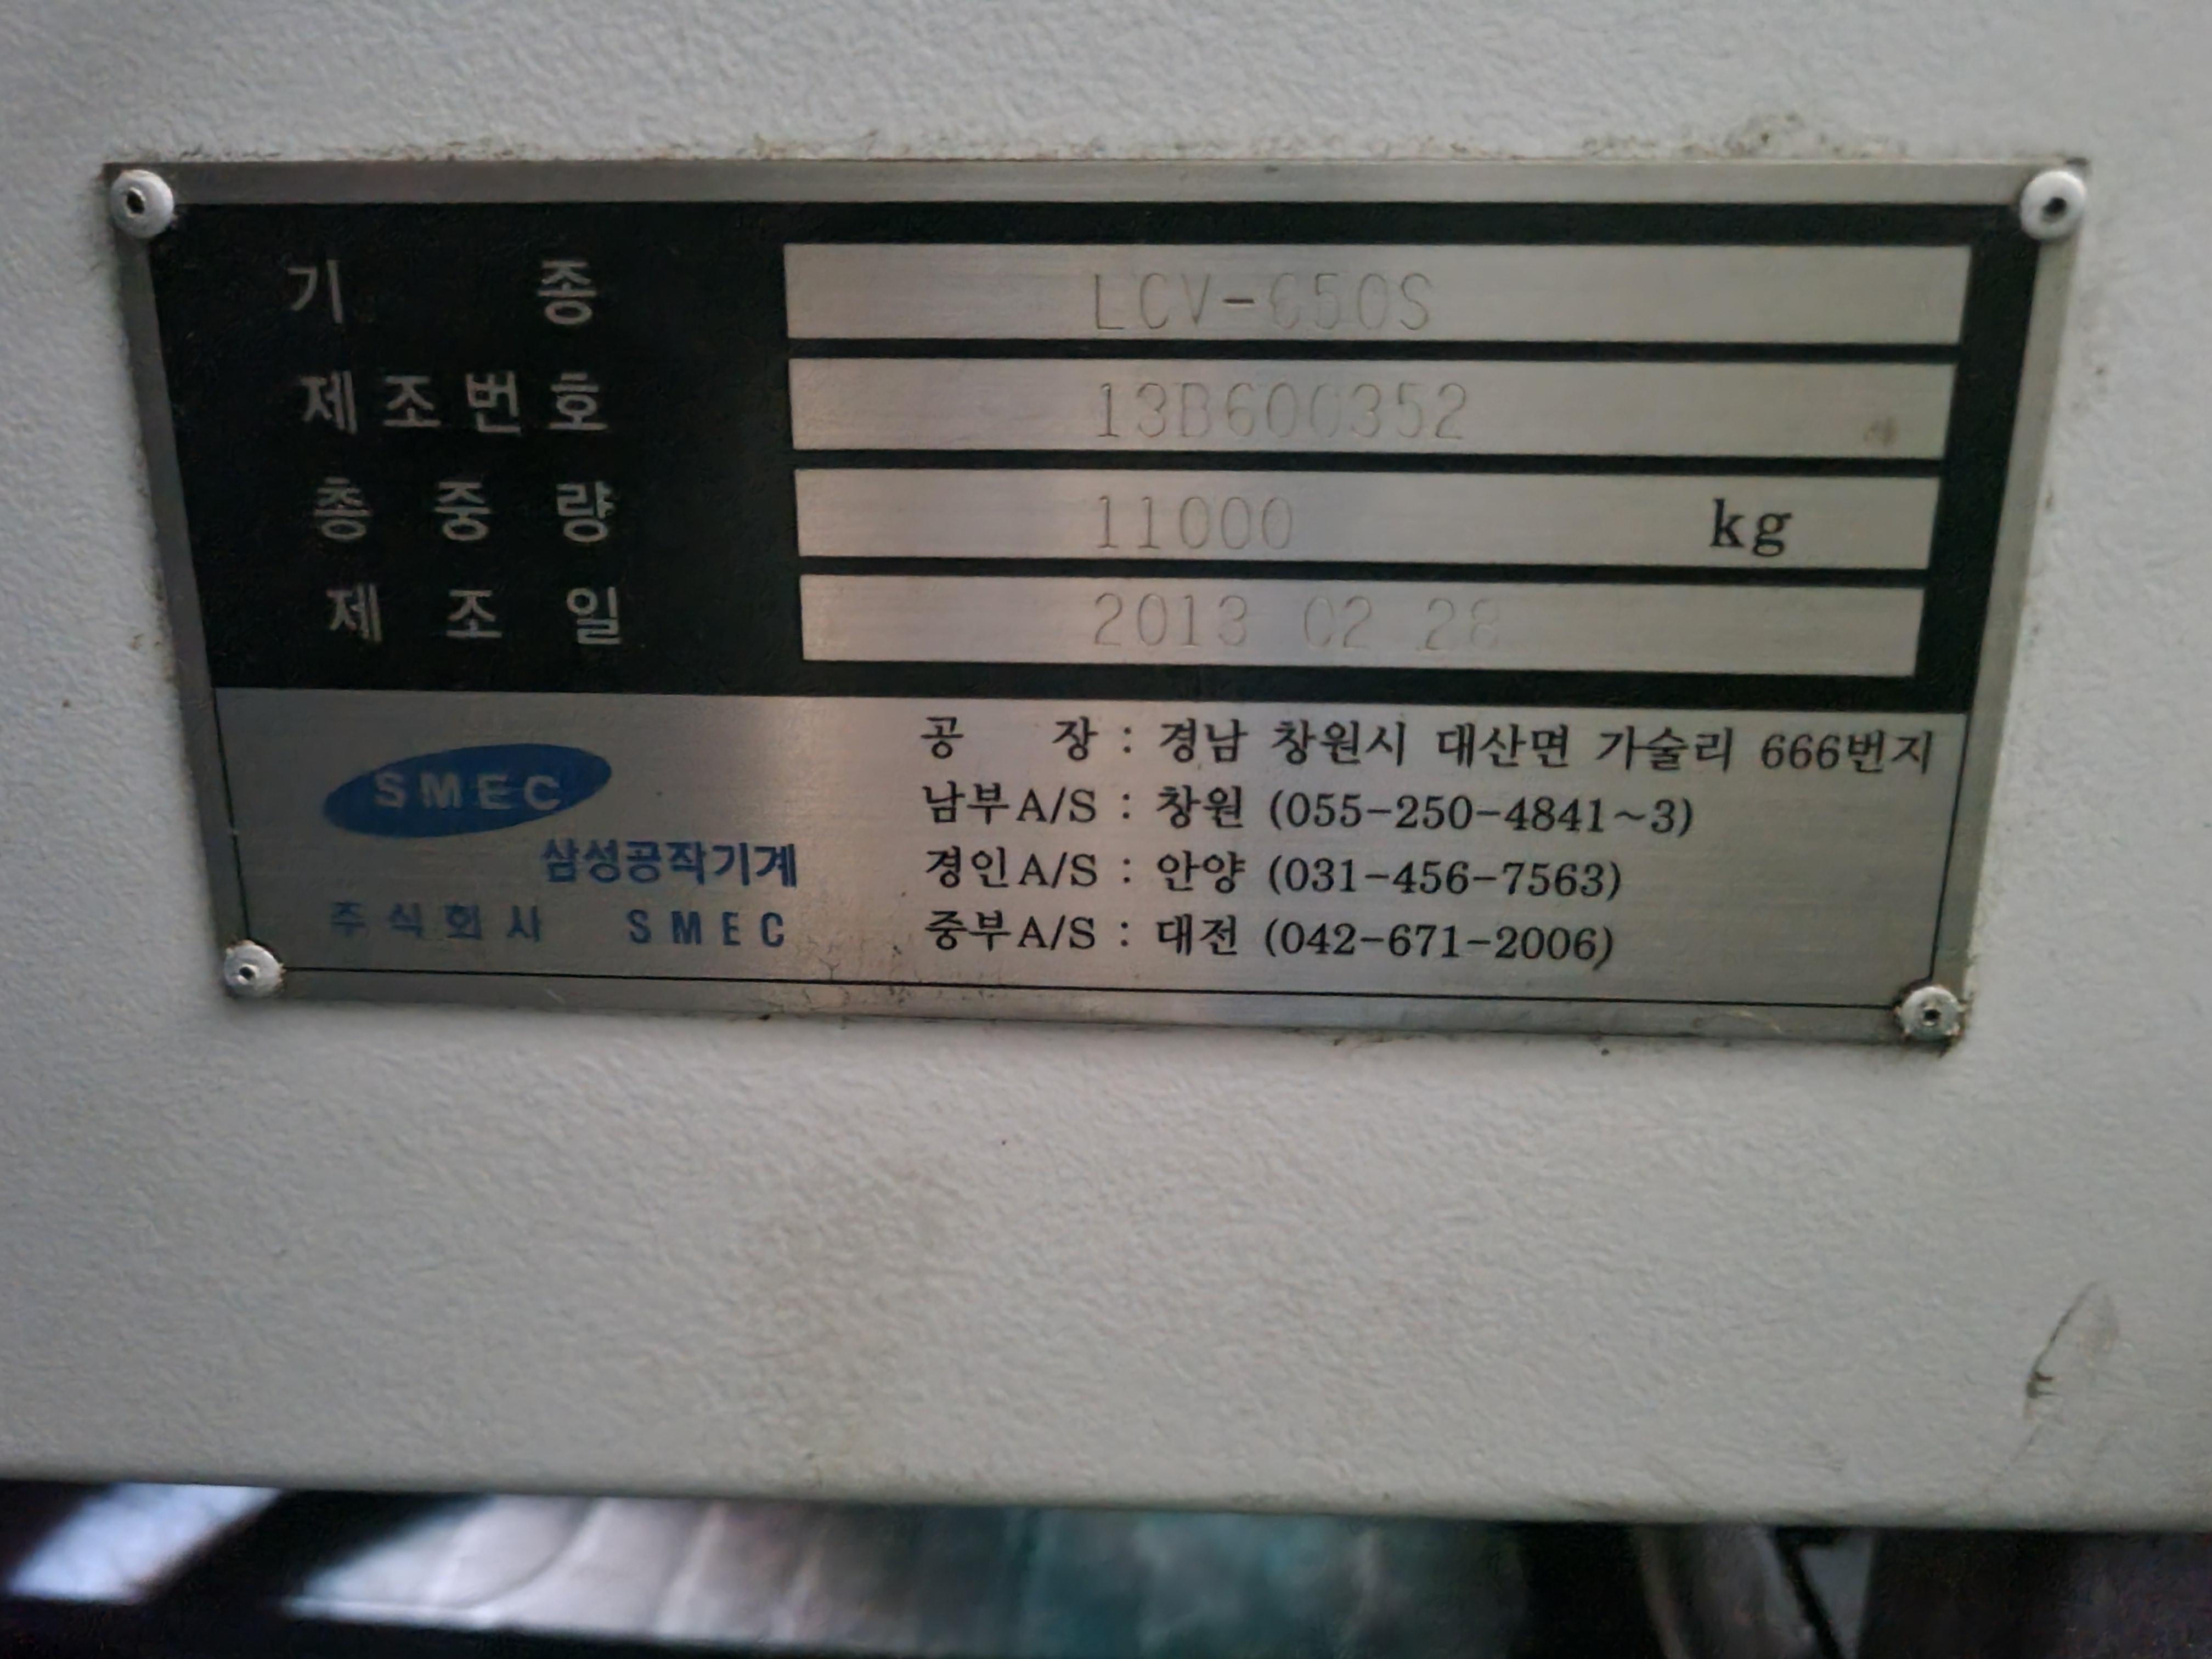 기 종 LCV-650S
제조번호 13B600352
총 중 량 11000 kg
제 조 일 2013 02 28
SMEC
삼성공작기계
주식회사 SMEC
공 장 : 경남 창원시 대산면 가술리 666번지
남부A/S : 창원 (055-250-4841~3)
경인A/S : 안양 (031-456-7563)
중부A/S : 대전 (042-671-2006)